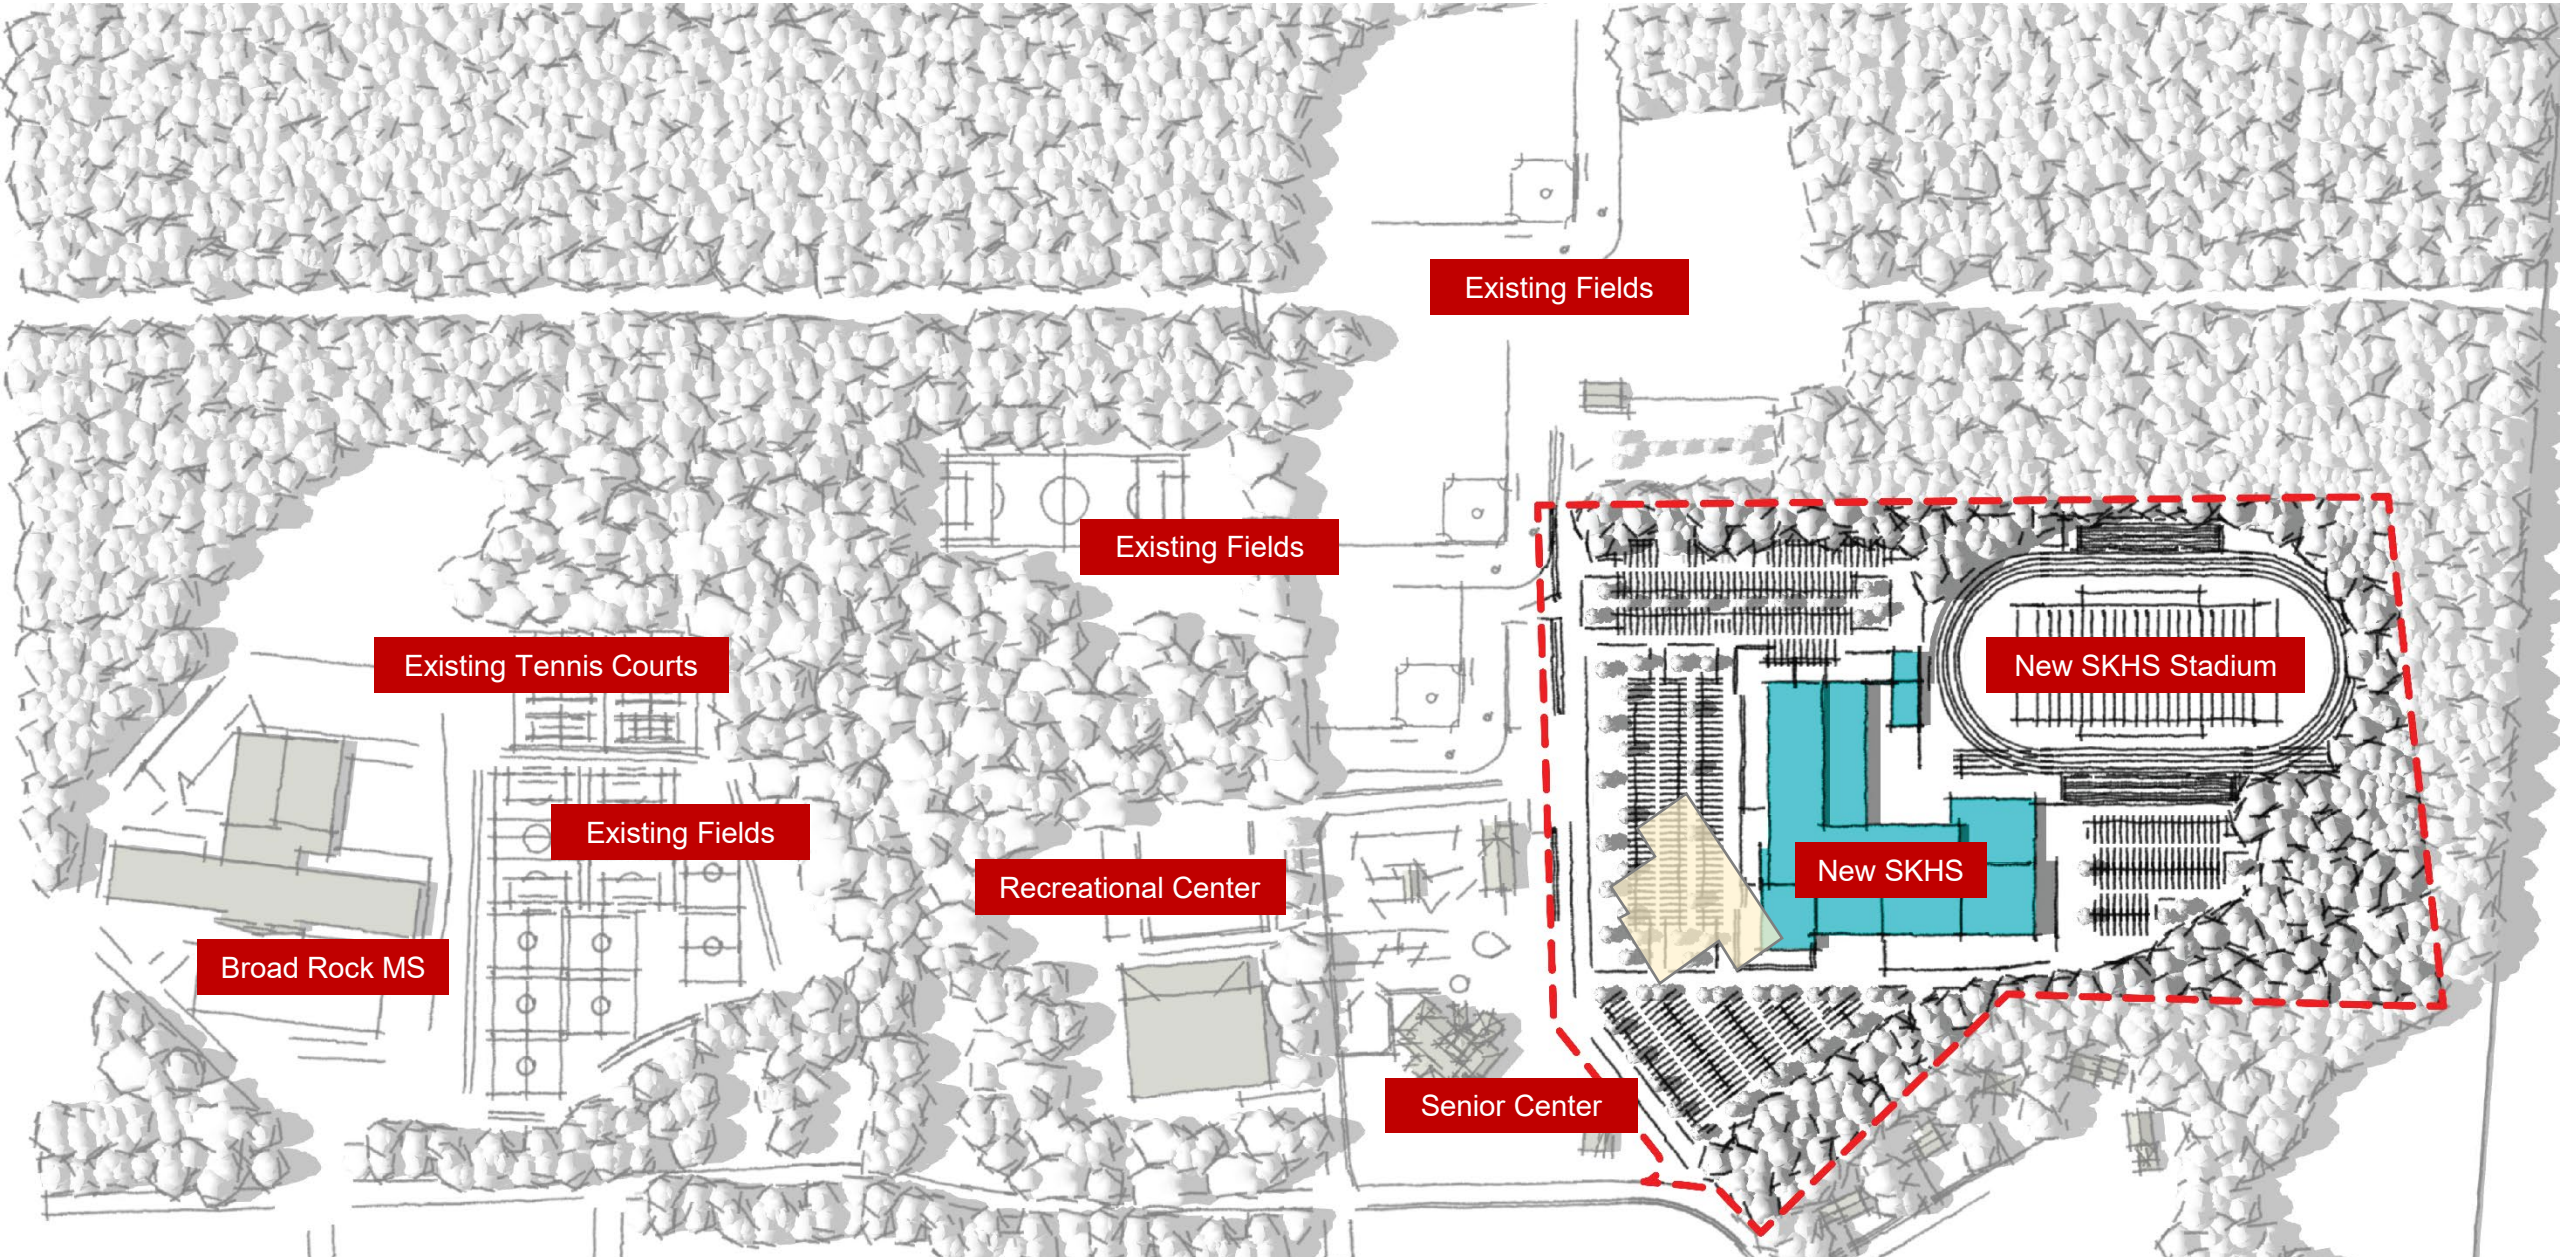 Existing Fields
Existing Fields
Existing Tennis Courts
New SKHS Stadium
Existing Fields
New SKHS
Recreational Center
Broad Rock MS
Senior Center